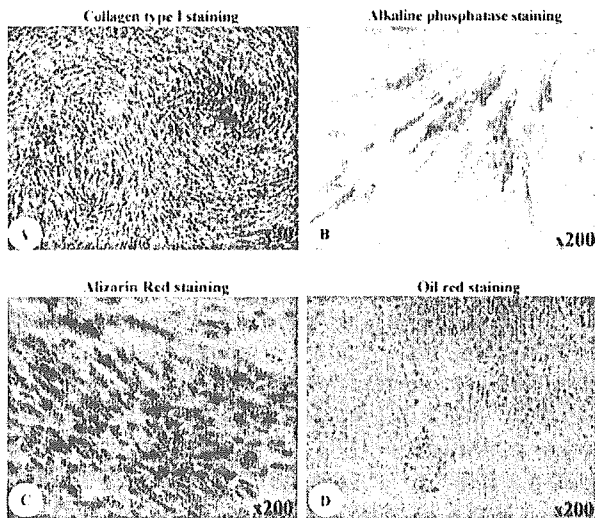 Collagen type I staining
Alkaline phosphatase staining
A
B
x200
Alizarin Red staining
Oil red staining
C
x200
D
x200